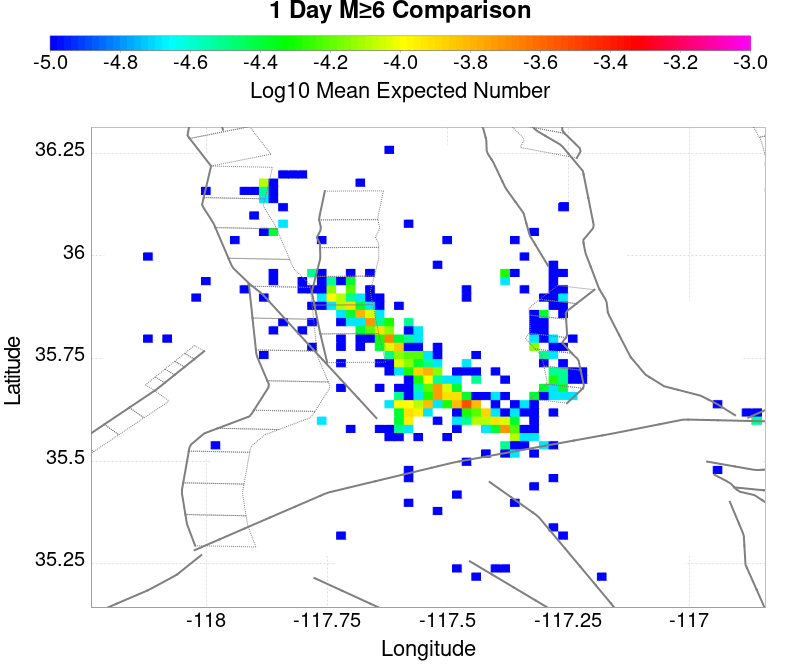 1 Day M≥6 Comparison
-5.0 -4.8 -4.6 -4.4 -4.2 -4.0 -3.8 -3.6 -3.4 -3.2 -3.0
Log10 Mean Expected Number
36.25
36
35.75
35.5
35.25
Latitude
-118 -117.75 -117.5 -117.25 -117
Longitude